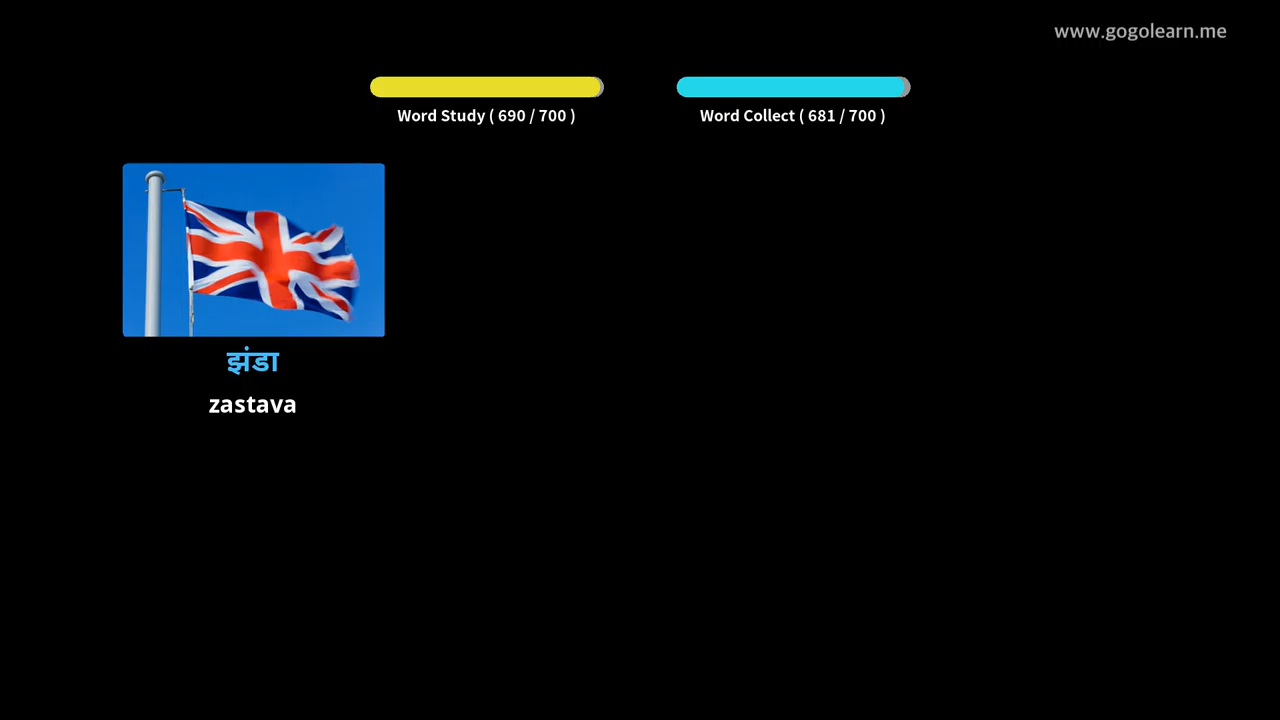 www.gogolearn.me
Word Study ( 690 / 700 )
Word Collect ( 681 / 700 )
झंडा
zastava